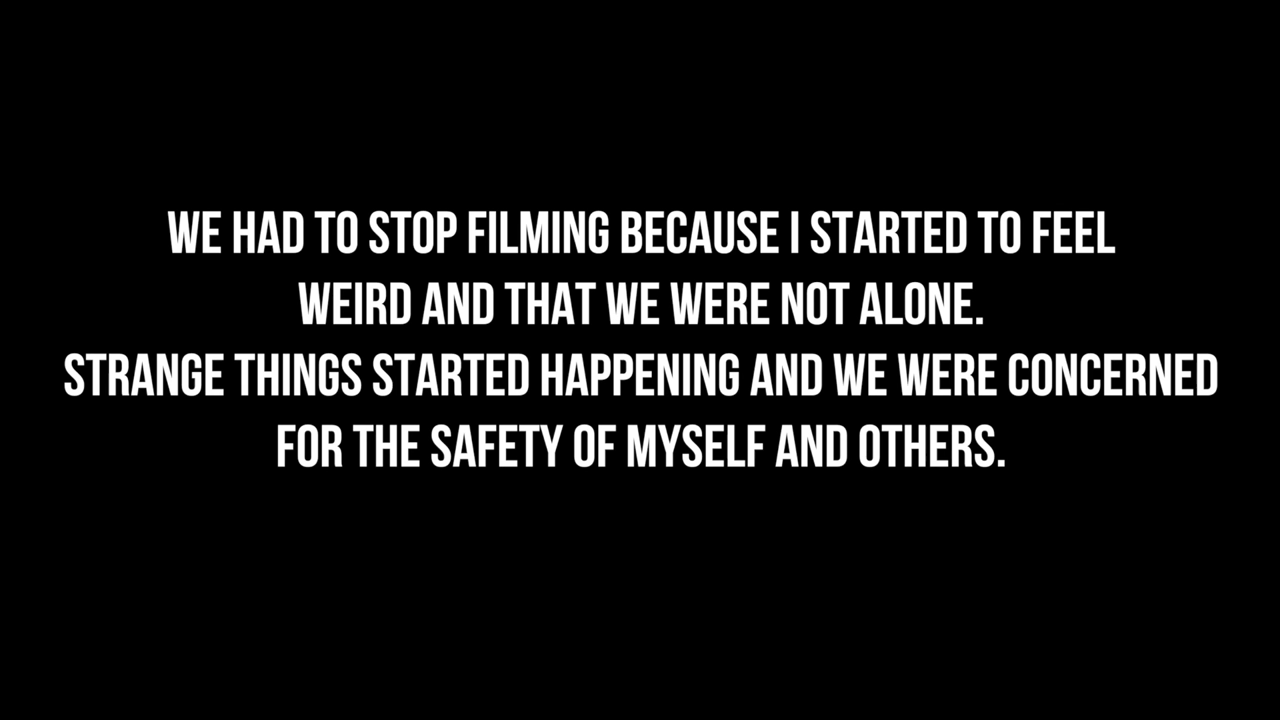 WE HAD TO STOP FILMING BECAUSE I STARTED TO FEEL
WEIRD AND THAT WE WERE NOT ALONE.
STRANGE THINGS STARTED HAPPENING AND WE WERE CONCERNED
FOR THE SAFETY OF MYSELF AND OTHERS.